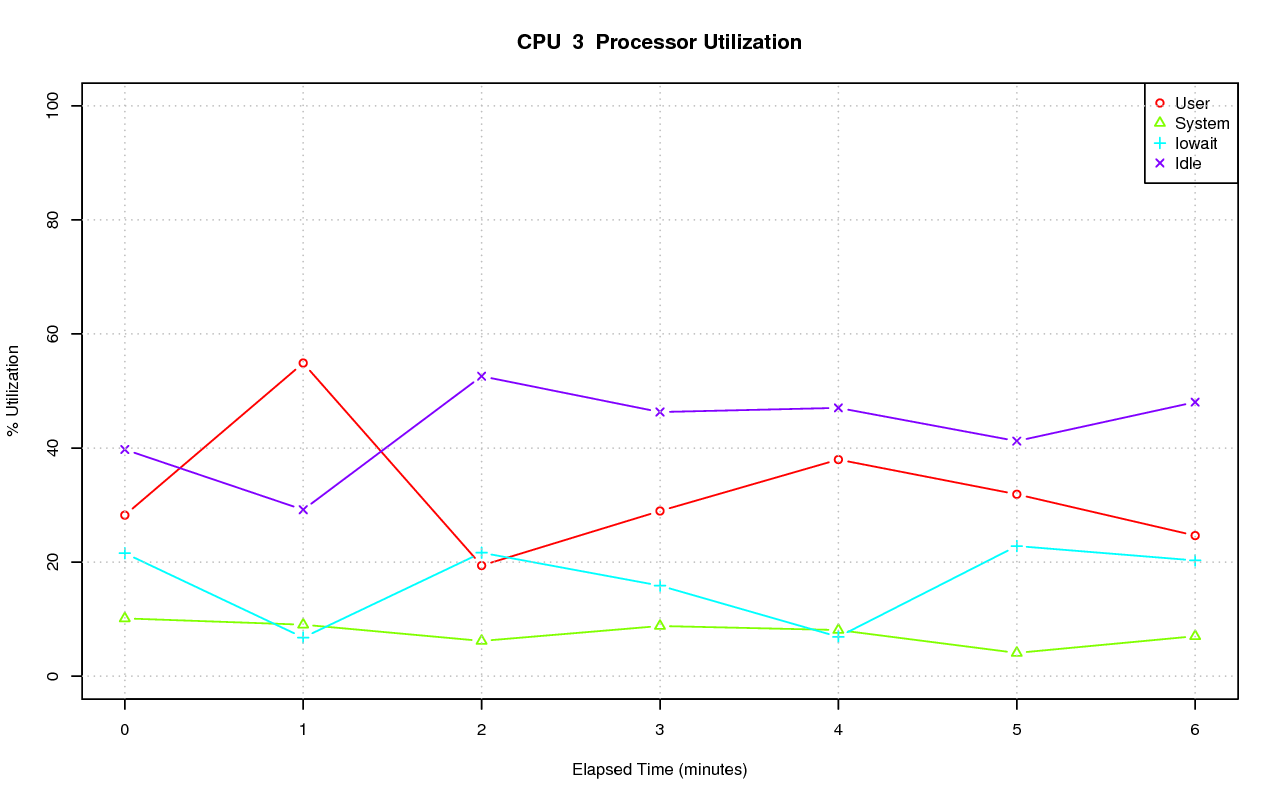 CPU  3  Processor Utilization
User
System
Iowait
Idle
% Utilization
100
80
60
40
20
0
0 1 2 3 4 5 6
Elapsed Time (minutes)